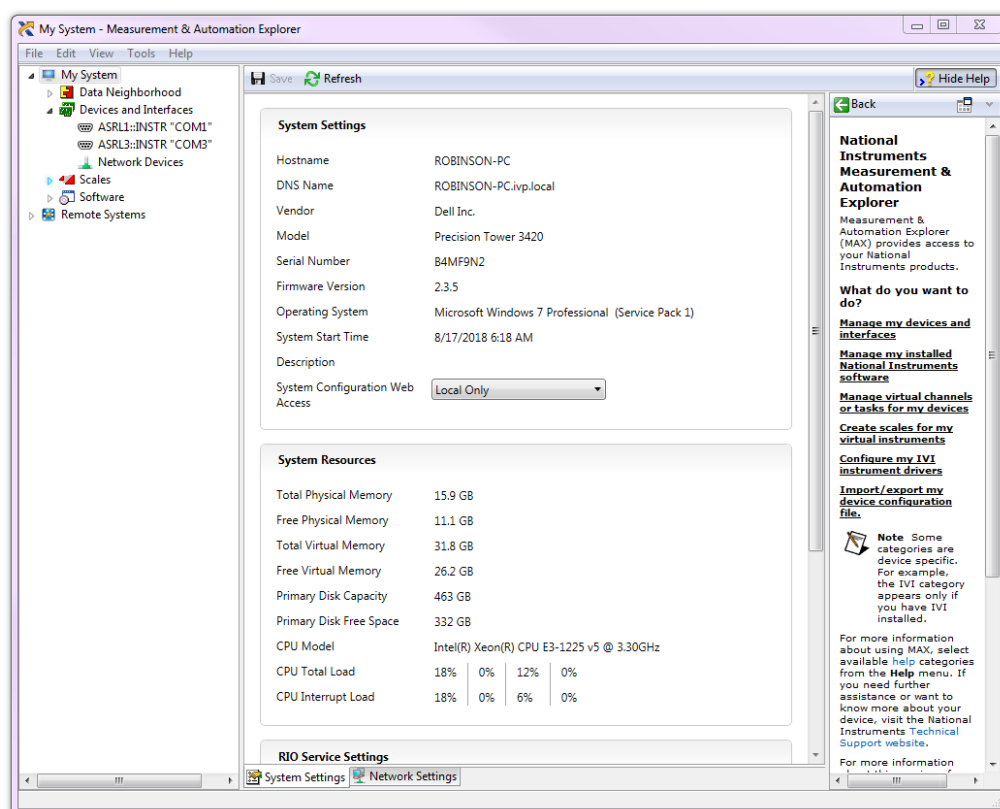 My System - Measurement & Automation Explorer
File Edit View Tools Help
My System
Data Neighborhood
Devices and Interfaces
ASRL1::INSTR "COM1"
ASRL3::INSTR "COM3"
Network Devices
Scales
Software
Remote Systems
Save Refresh
Hide Help
System Settings
Hostname ROBINSON-PC
DNS Name ROBINSON-PC.ivp.local
Vendor Dell Inc.
Model Precision Tower 3420
Serial Number B4MF9N2
Firmware Version 2.3.5
Operating System Microsoft Windows 7 Professional (Service Pack 1)
System Start Time 8/17/2018 6:18 AM
Description
System Configuration Web
Access Local Only
System Resources
Total Physical Memory 15.9 GB
Free Physical Memory 11.1 GB
Total Virtual Memory 31.8 GB
Free Virtual Memory 26.2 GB
Primary Disk Capacity 463 GB
Primary Disk Free Space 332 GB
CPU Model Intel(R) Xeon(R) CPU E3-1225 v5 @ 3.30GHz
CPU Total Load 18% 0% 12% 0%
CPU Interrupt Load 18% 0% 6% 0%
RIO Service Settings
System Settings Network Settings
Back
National
Instruments
Measurement &
Automation
Explorer
Measurement &
Automation Explorer
(MAX) provides access to
your National
Instruments products.
What do you want to
do?
Manage my devices and
interfaces
Manage my installed
National Instruments
software
Manage virtual channels
or tasks for my devices
Create scales for my
virtual instruments
Configure my IVI
instrument drivers
Import/export my
device configuration
file.
Note Some
categories are
device specific.
For example,
the IVI category
appears only if
you have IVI
installed.
For more information
about using MAX, select
available help categories
from the Help menu. If
you need further
assistance or want to
know more about your
device, visit the National
Instruments Technical
Support website.
For more information